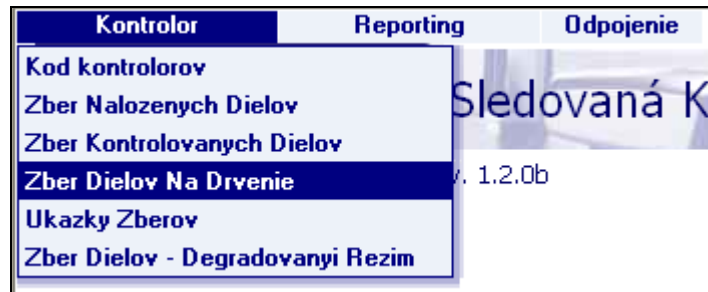 Kontrolor Reporting Odpojenie
Kod kontrolorov
Zber Nalozenych Dielov
Sledovaná K
Zber Kontrolovanych Dielov
Zber Dielov Na Drvenie
v. 1.2.0b
Ukazky Zberov
Zber Dielov - Degradovanyi Rezim